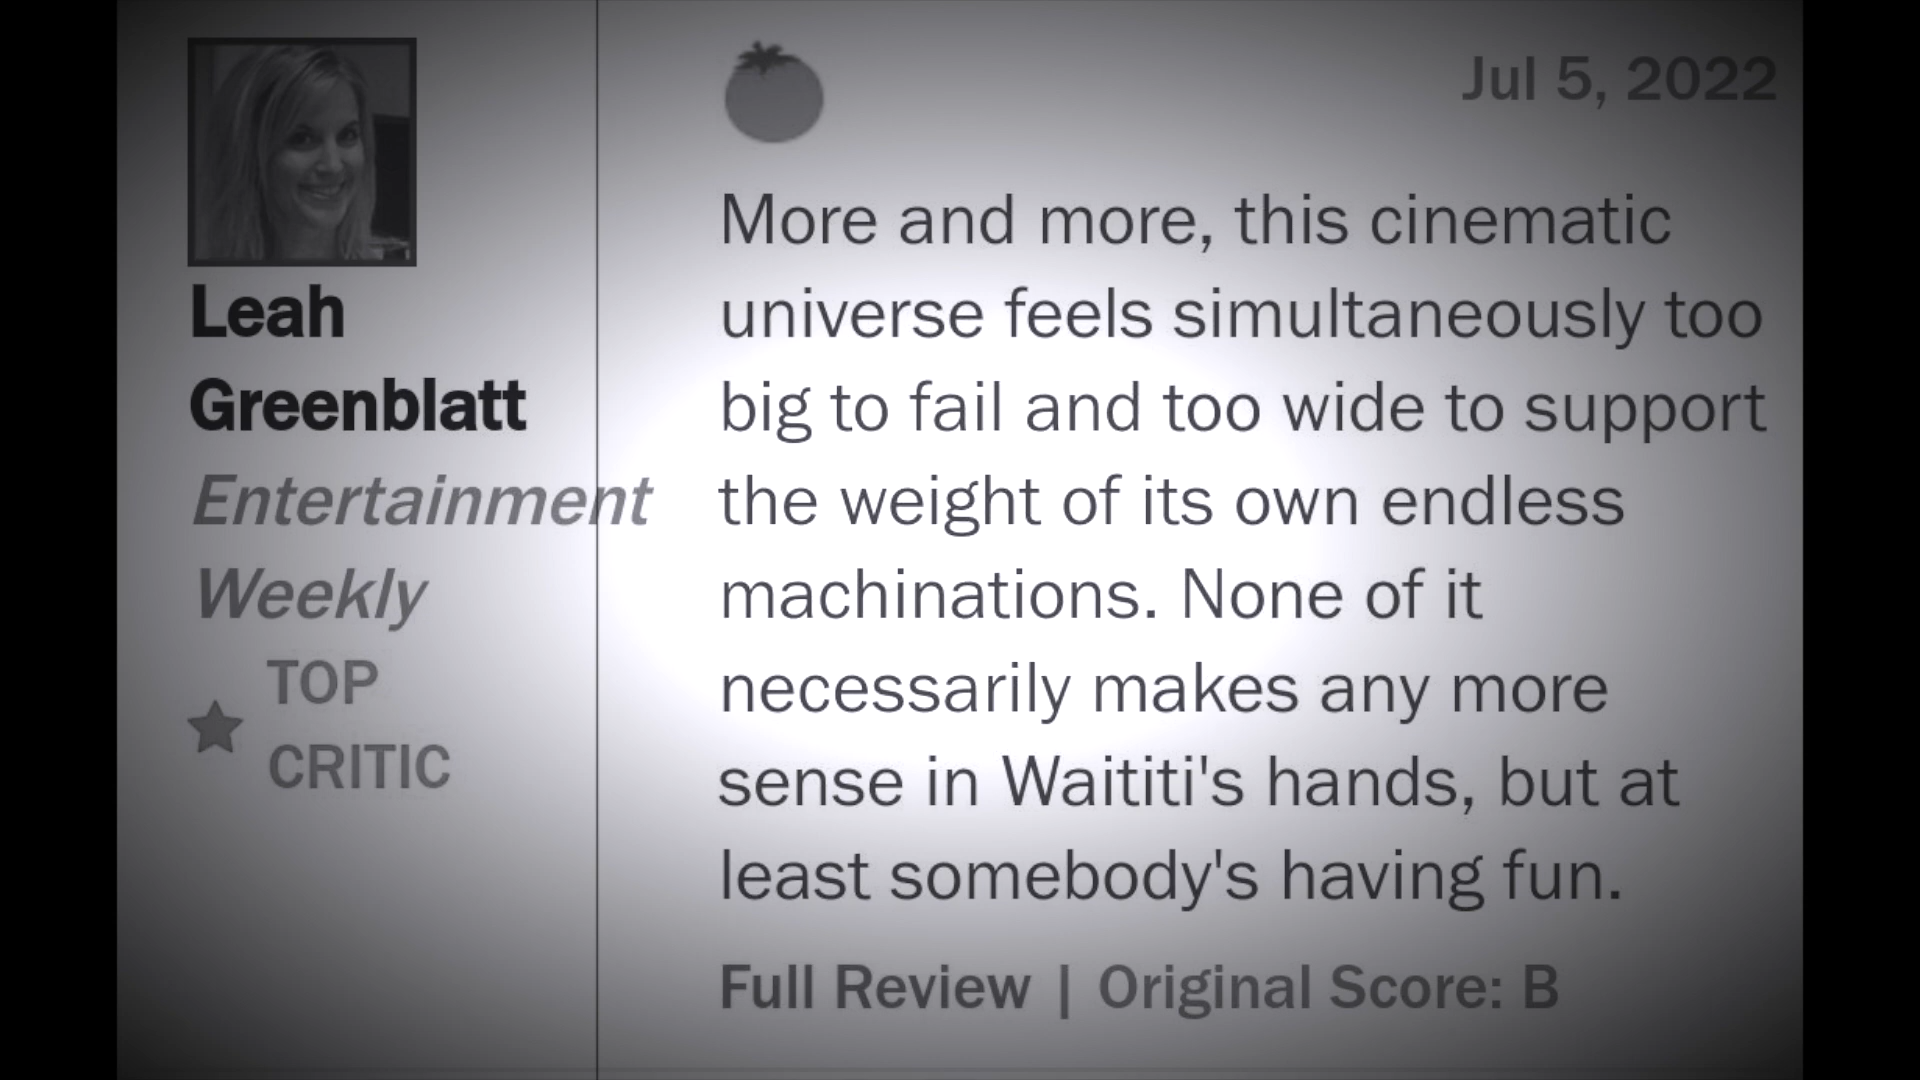 Leah
Greenblatt
Entertainment
Weekly
TOP
CRITIC
Jul 5, 2022
More and more, this cinematic
universe feels simultaneously too
big to fail and too wide to support
the weight of its own endless
machinations. None of it
necessarily makes any more
sense in Waititi's hands, but at
least somebody's having fun.
Full Review | Original Score: B